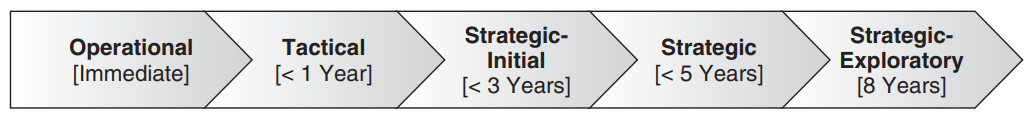 Operational
[Immediate]
Tactical
[< 1 Year]
Strategic-
Initial
[< 3 Years]
Strategic
[< 5 Years]
Strategic-
Exploratory
[8 Years]